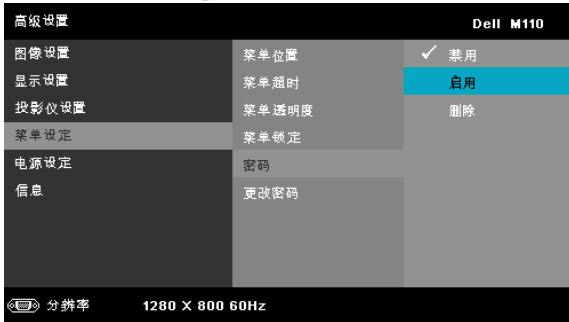 高级设置 Dell M110
图像设置 菜单位置 ✓ 禁用
显示设置 菜单超时 启用
投影仪设置 菜单透明度 删除
菜单设定 菜单锁定
电源设定 密码
信息 更改密码
分辨率 1280 X 800 60Hz